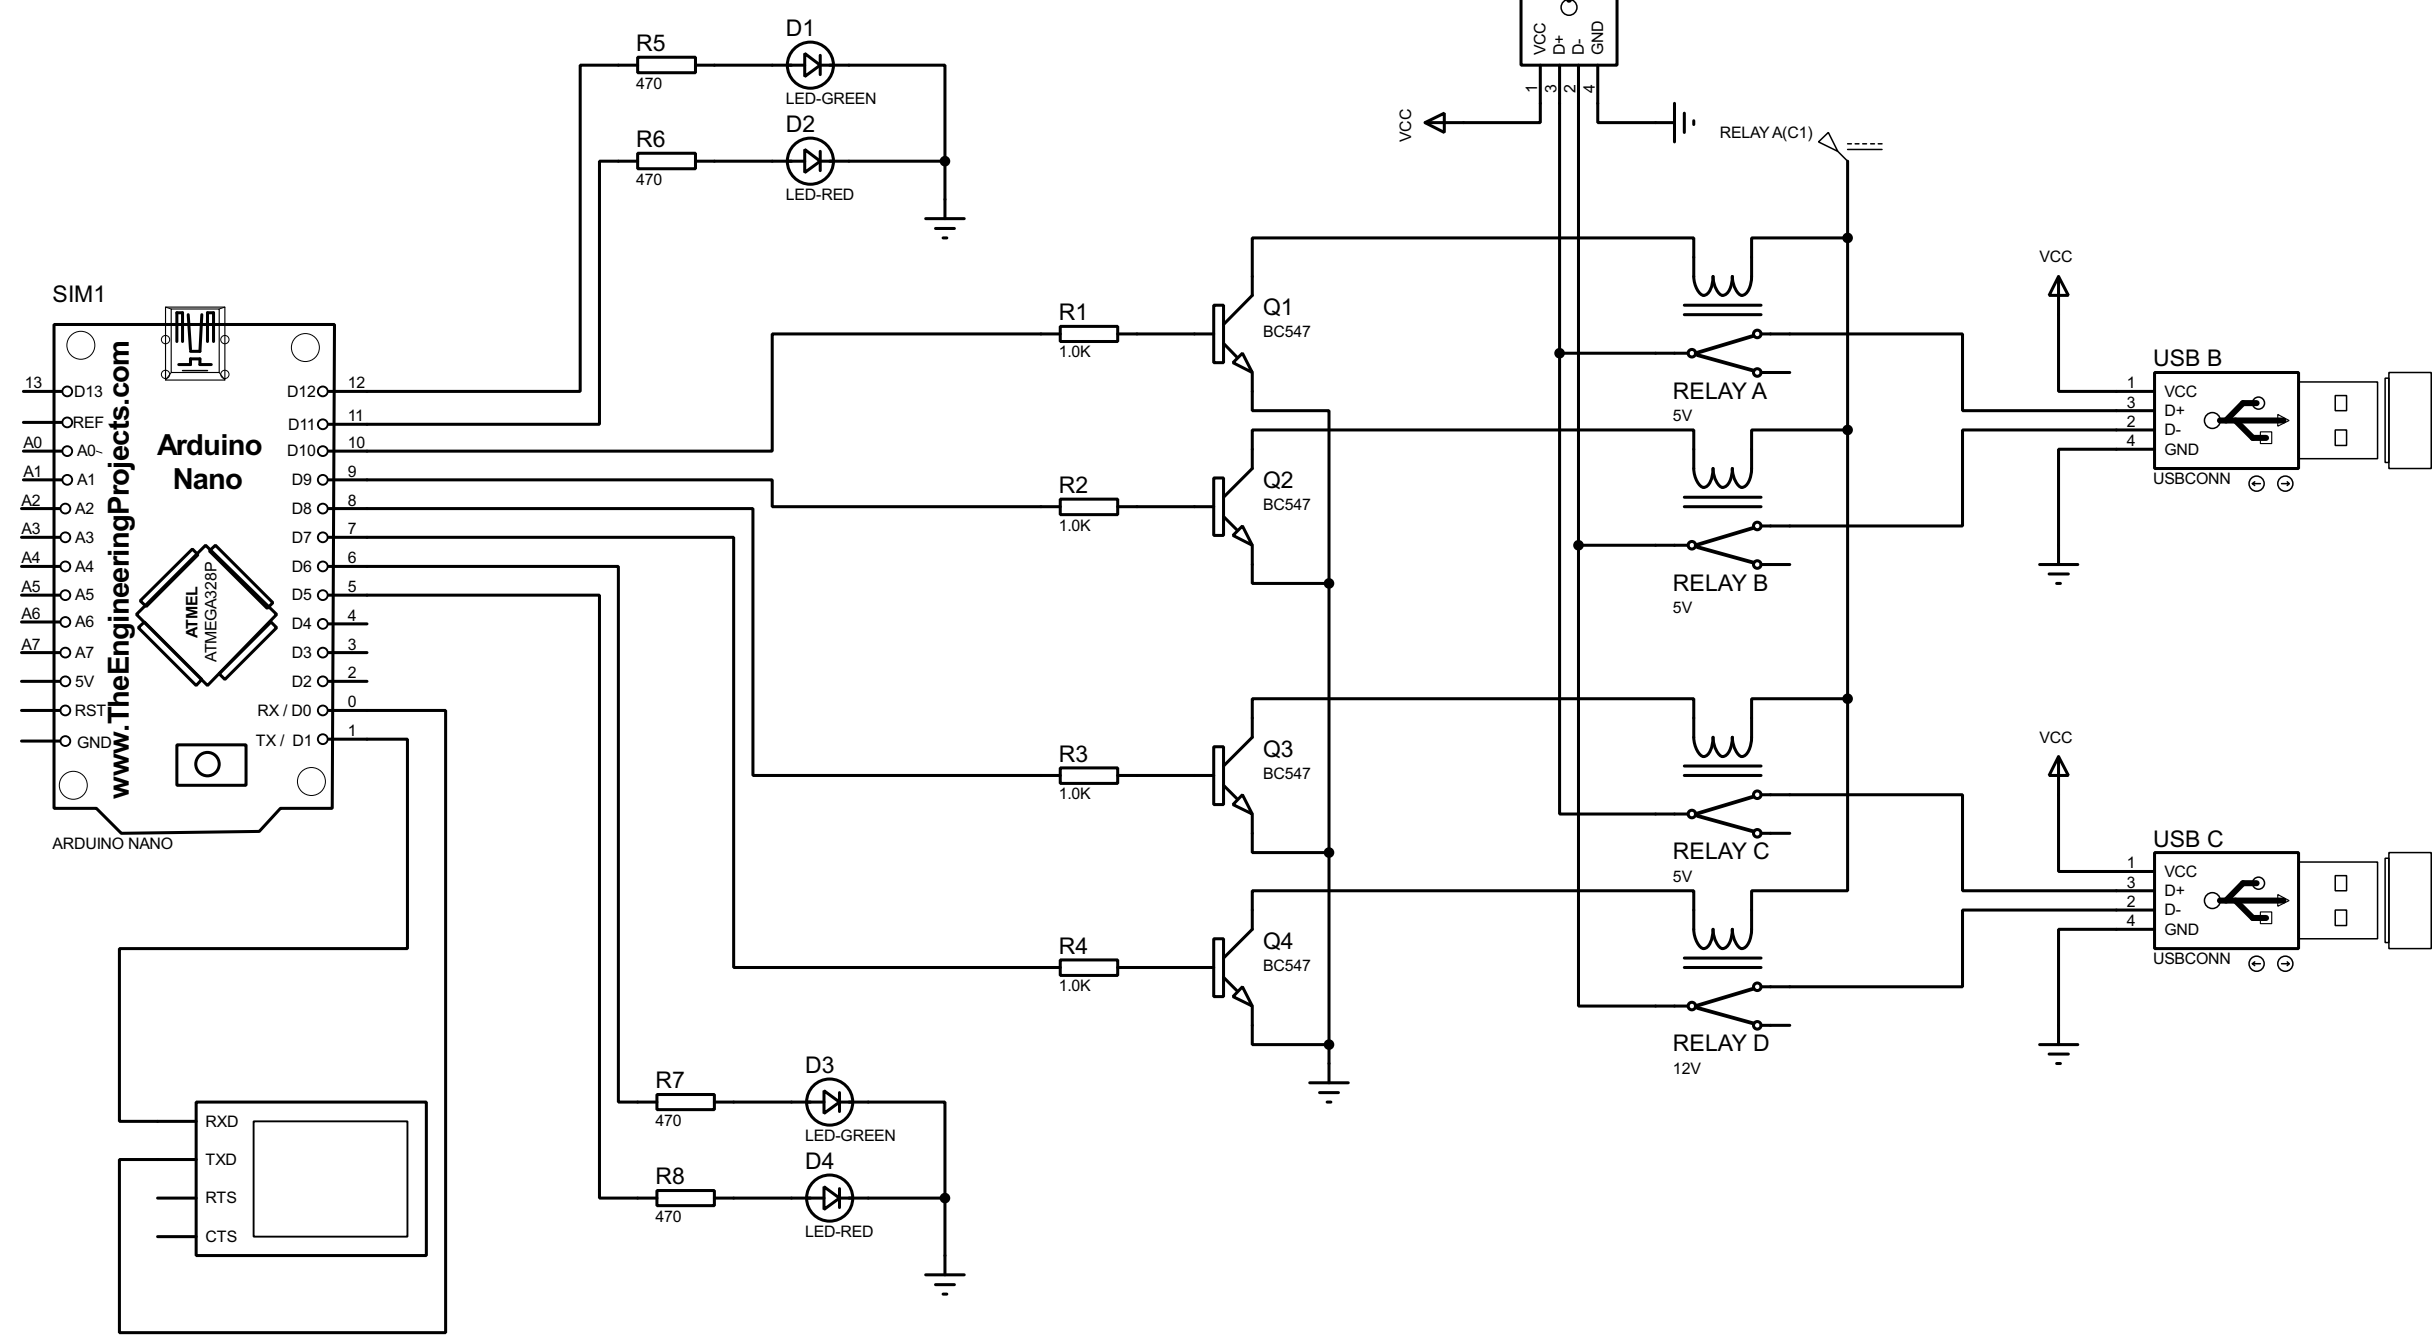 D1
R5
470
LED-GREEN
D2
R6
470
LED-RED
VCC
D+
D-
GND
1
3
2
4
VCC
RELAY A(C1)
SIM1
www.TheEngineeringProjects.com
Arduino
Nano
ATMEL
ATMEGA328P
13
D13
REF
A0
A0~
A1
A1
A2
A2
A3
A3
A4
A4
A5
A5
A6
A6
A7
A7
5V
RST
GND
D12
12
D11
11
D10
10
D9
9
D8
8
D7
7
D6
6
D5
5
D4
4
D3
3
D2
2
RX / D0
0
TX / D1
1
ARDUINO NANO
RXD
TXD
RTS
CTS
R1
1.0K
Q1
BC547
R2
1.0K
Q2
BC547
R3
1.0K
Q3
BC547
R4
1.0K
Q4
BC547
RELAY A
5V
RELAY B
5V
RELAY C
5V
RELAY D
12V
VCC
USB B
1
VCC
3
D+
2
D-
4
GND
USBCONN
VCC
USB C
1
VCC
3
D+
2
D-
4
GND
USBCONN
R7
470
D3
LED-GREEN
R8
470
D4
LED-RED